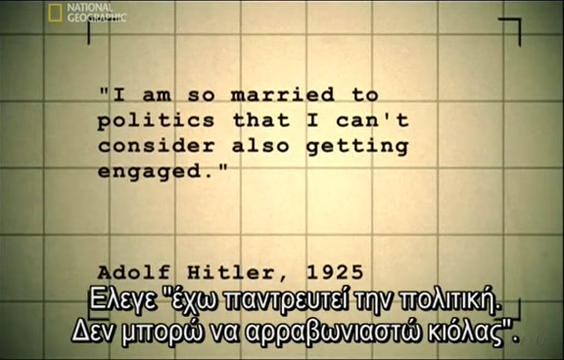 NATIONAL
GEOGRAPHIC
"I am so married to
politics that I can't
consider also getting
engaged."
Adolf Hitler, 1925
Ελεγε "έχω παντρευτεί την πολιτική.
Δεν μπορώ να αρραβωνιαστώ κιόλας".